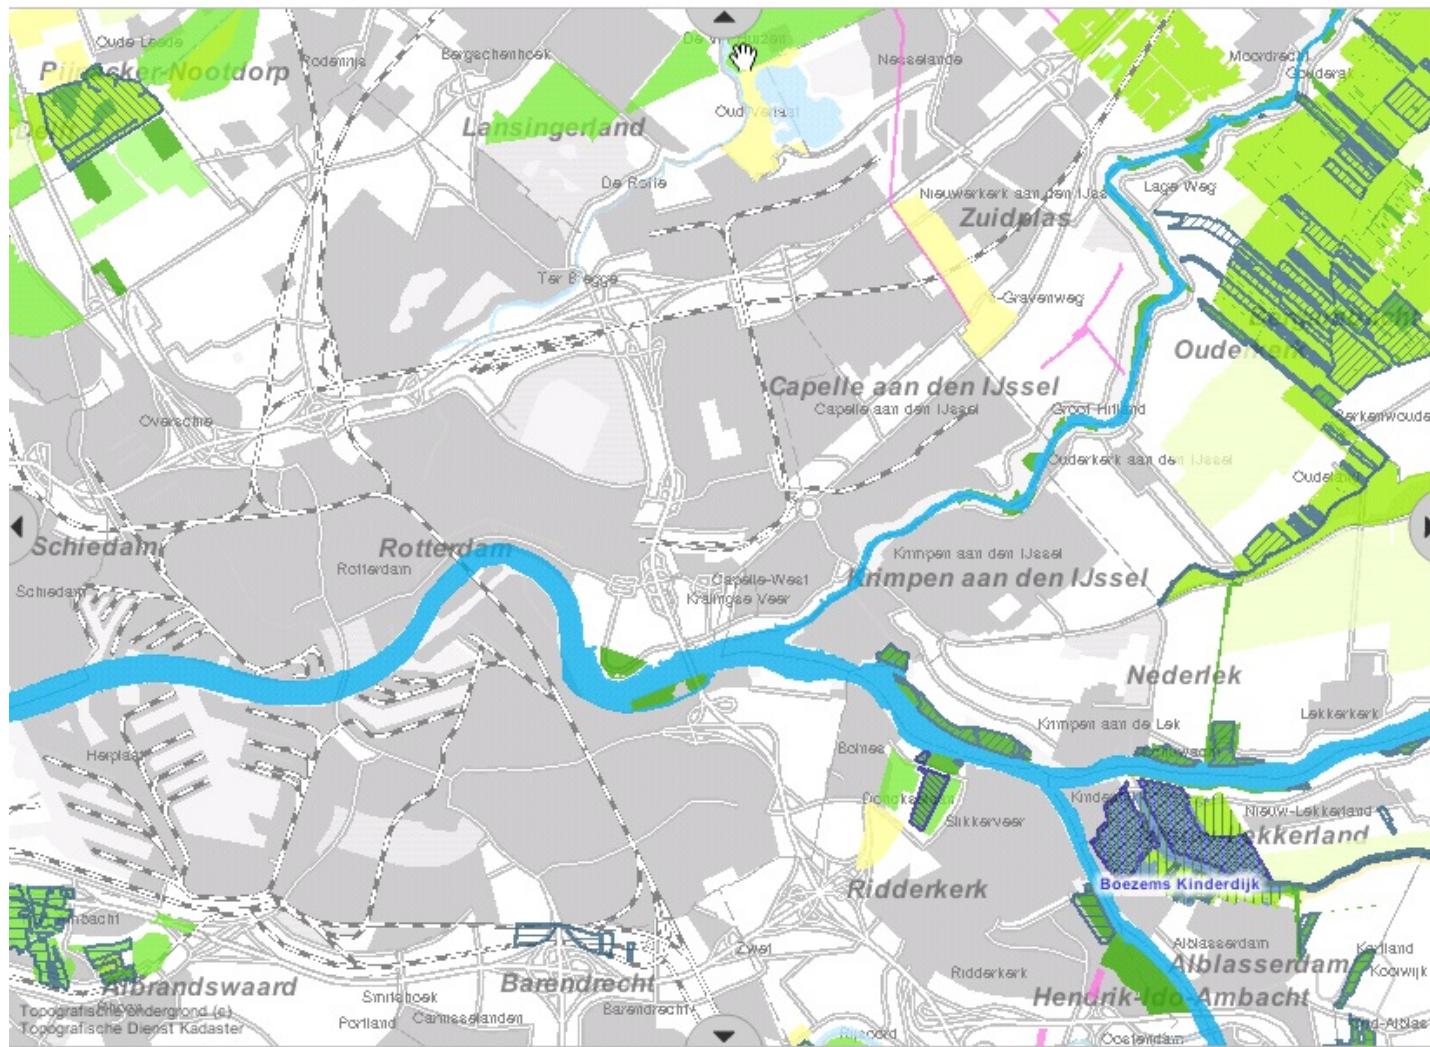 Oude Leede
Rodenrijs
Bergschenhoek
Nesselande
Moordrecht
Gouderak
Pijnacker-Nootdorp
Oud Verlaat
Lansingerland
De Rotte
Lage Weg
Nieuwerkerk aan den IJss
Zuidplas
Ter Bregge
's-Gravenweg
Ouderkerk
Capelle aan den IJssel
Capelle aan den IJssel
Groot Hitland
Berkenwoude
Overschie
Ouderkerk aan den IJssel
Schiedam
Rotterdam
Rotterdam
Krimpen aan den IJssel
Capelle-West
Krimpen aan den IJssel
Schiedam
Kralingse Veer
Nederlek
Lekkerkerk
Krimpen aan de Lek
Bolnes
Slikkerveer
Nieuw-Lekkerland
Boezems Kinderdijk
Ridderkerk
Alblasserdam
Alblasserdam
Ridderkerk
Kooiwijk
Albrandswaard
Barendrecht
Hendrik-Ido-Ambacht
Smitshoek
Portland
Carnisselanden
Barendrecht
Topografische ondergrond (c)
Topografische Dienst Kadaster
Rijsoord
Oostendam